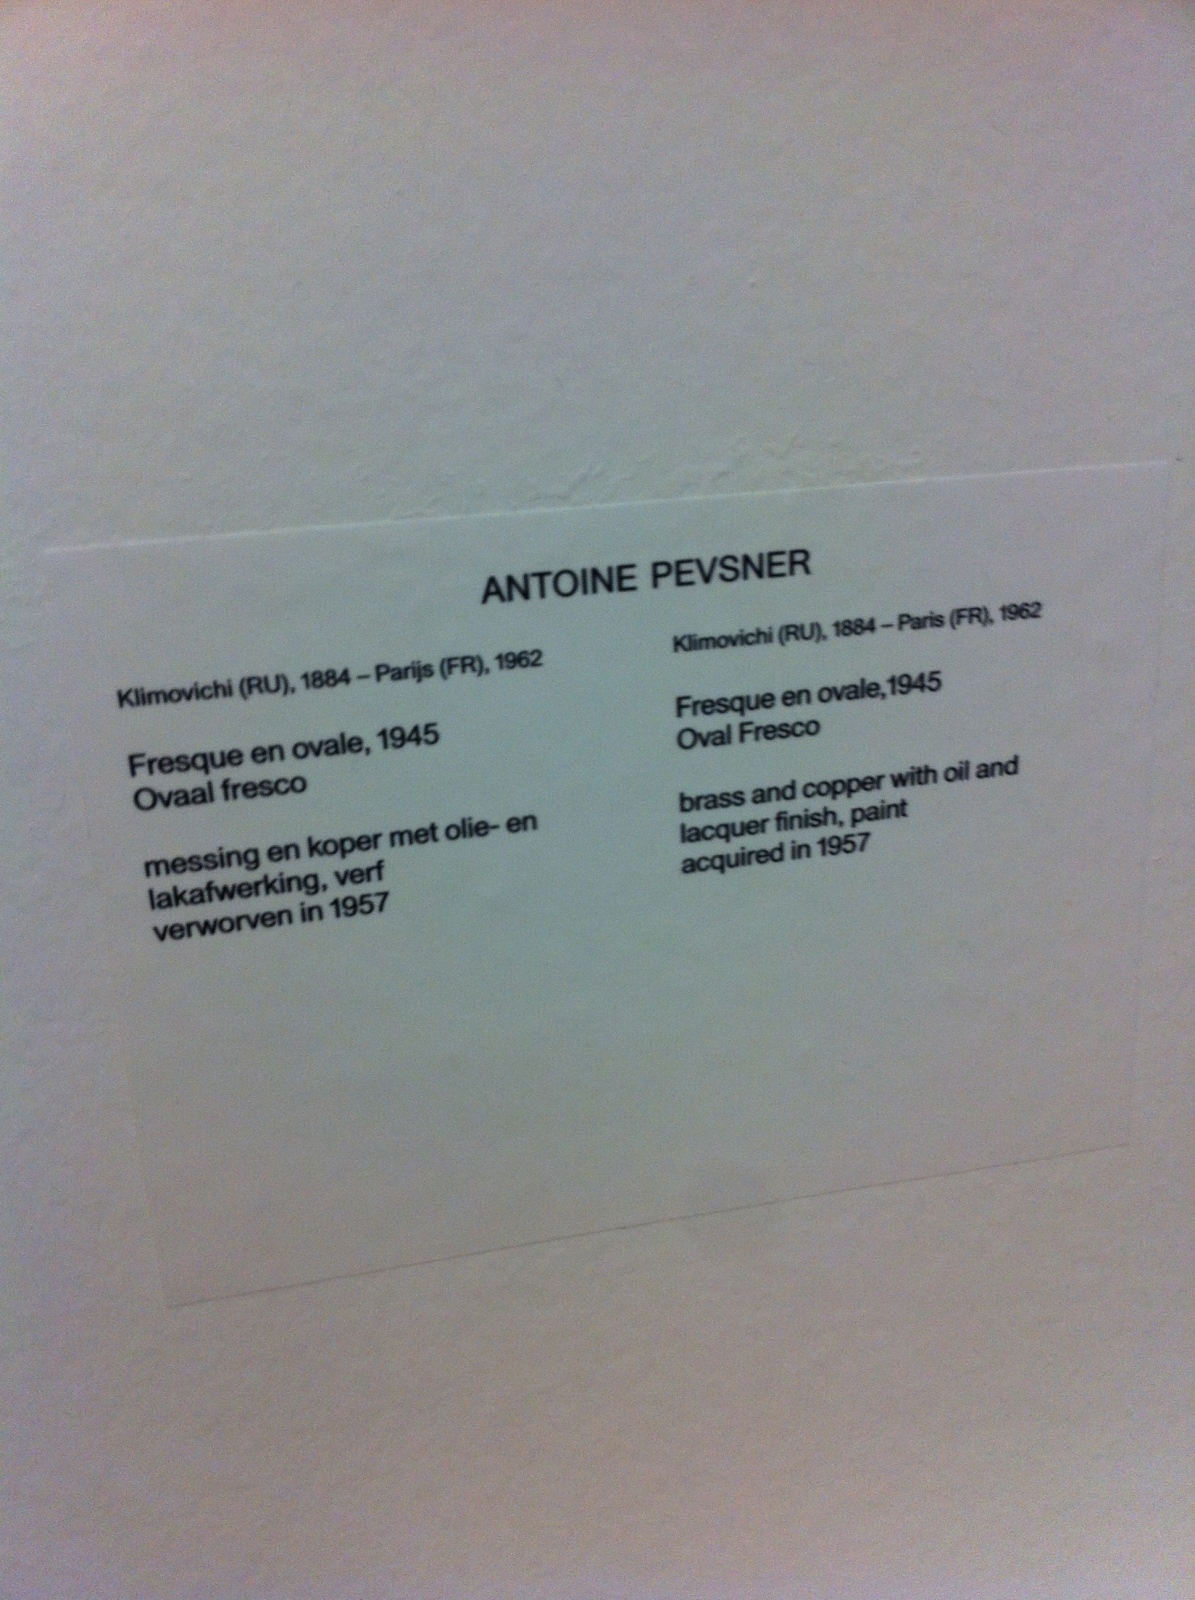 ANTOINE PEVSNER
Klimovichi (RU), 1884 – Parijs (FR), 1962
Fresque en ovale, 1945
Ovaal fresco
messing en koper met olie- en
lakafwerking, verf
verworven in 1957
Klimovichi (RU), 1884 – Paris (FR), 1962
Fresque en ovale,1945
Oval Fresco
brass and copper with oil and
lacquer finish, paint
acquired in 1957